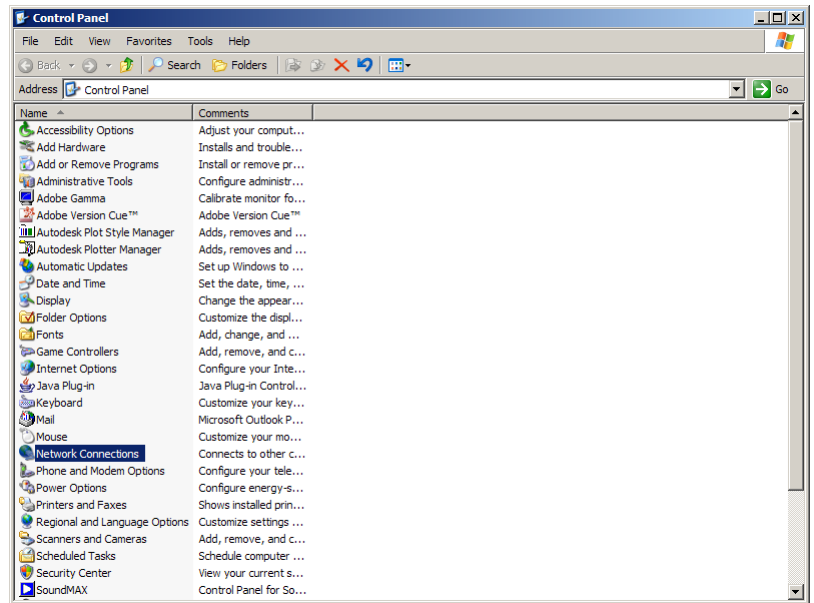 Control Panel
File Edit View Favorites Tools Help
Back Search Folders
Address Control Panel Go
Name Comments
Accessibility Options Adjust your comput...
Add Hardware Installs and trouble...
Add or Remove Programs Install or remove pr...
Administrative Tools Configure administr...
Adobe Gamma Calibrate monitor fo...
Adobe Version Cue™ Adobe Version Cue™
Autodesk Plot Style Manager Adds, removes and ...
Autodesk Plotter Manager Adds, removes and ...
Automatic Updates Set up Windows to ...
Date and Time Set the date, time, ...
Display Change the appear...
Folder Options Customize the displ...
Fonts Add, change, and ...
Game Controllers Add, remove, and c...
Internet Options Configure your Inte...
Java Plug-in Java Plug-in Control...
Keyboard Customize your key...
Mail Microsoft Outlook P...
Mouse Customize your mo...
Network Connections Connects to other c...
Phone and Modem Options Configure your tele...
Power Options Configure energy-s...
Printers and Faxes Shows installed prin...
Regional and Language Options Customize settings ...
Scanners and Cameras Add, remove, and c...
Scheduled Tasks Schedule computer ...
Security Center View your current s...
SoundMAX Control Panel for So...